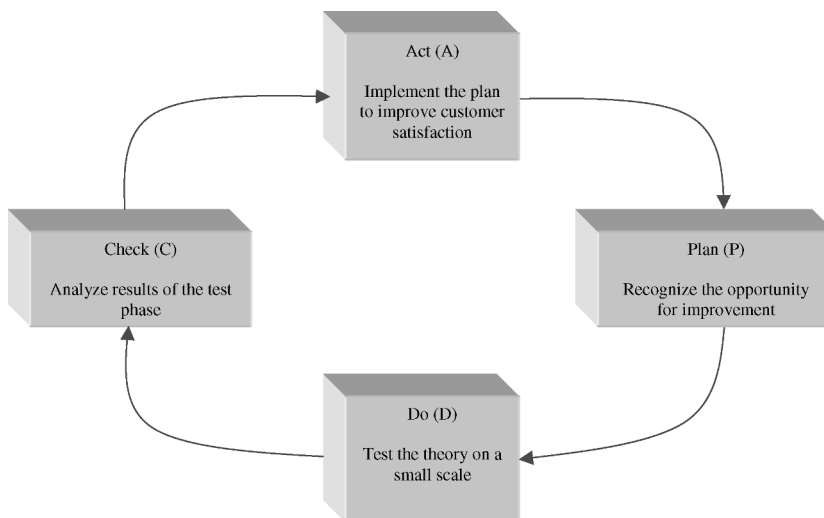 Act (A)
Implement the plan
to improve customer
satisfaction
Check (C)
Analyze results of the test
phase
Plan (P)
Recognize the opportunity
for improvement
Do (D)
Test the theory on a
small scale